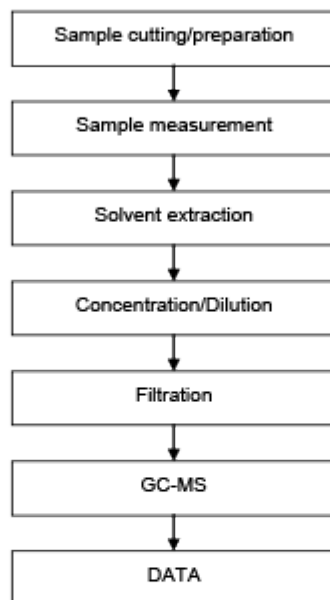 Sample cutting/preparation
Sample measurement
Solvent extraction
Concentration/Dilution
Filtration
GC-MS
DATA